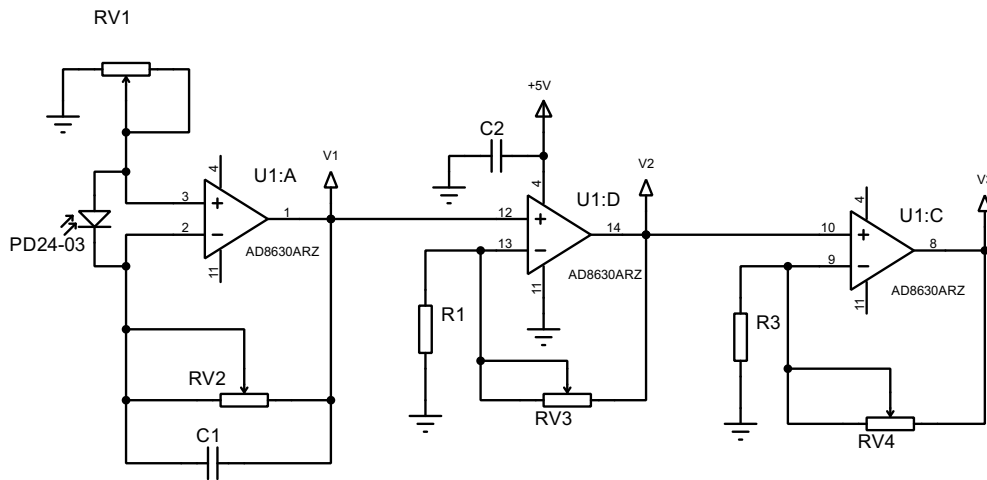 RV1
+5V
C2
V1
V2
V3
4
U1:A
3
1
2
PD24-03
AD8630ARZ
11
4
U1:D
12
14
13
AD8630ARZ
11
4
U1:C
10
8
9
AD8630ARZ
11
R1
R3
RV2
RV3
RV4
C1